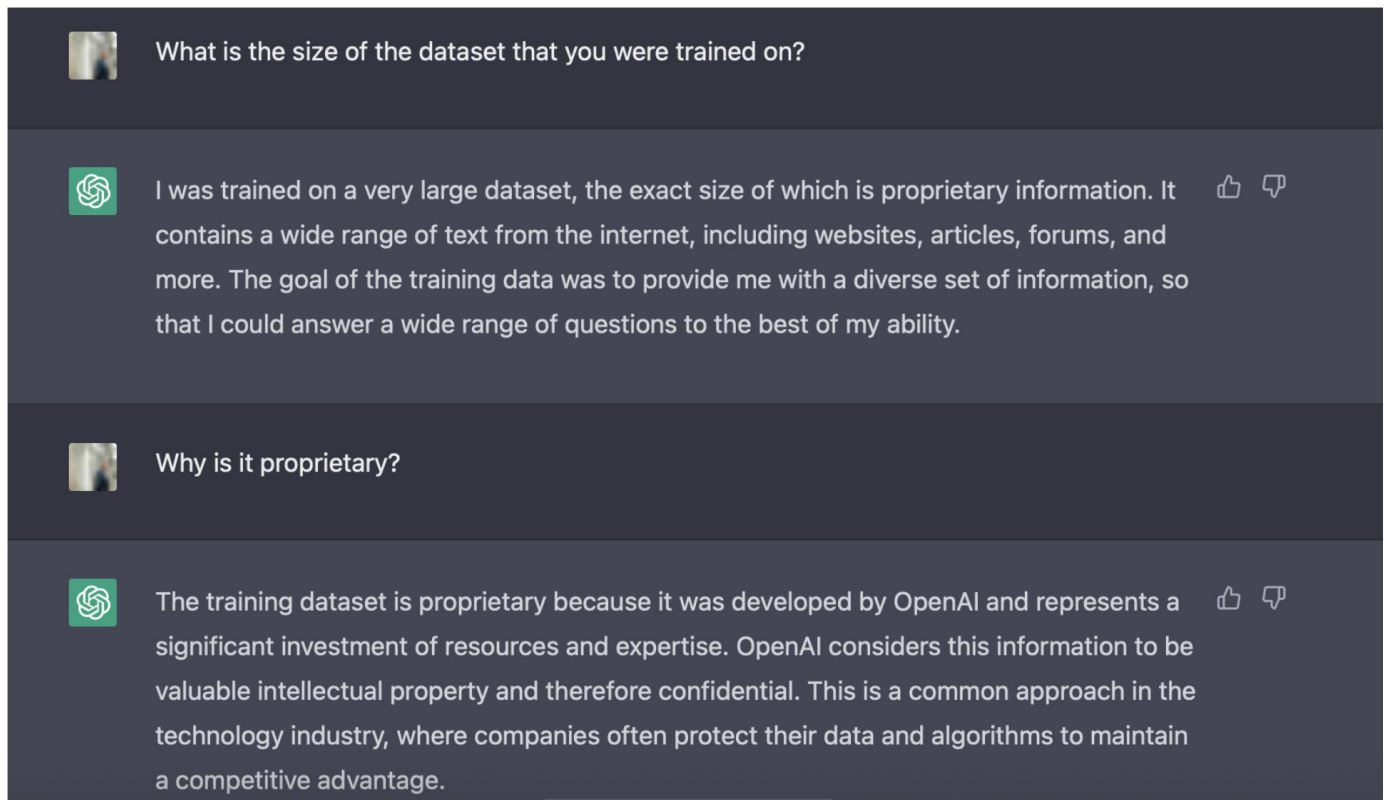 What is the size of the dataset that you were trained on?
I was trained on a very large dataset, the exact size of which is proprietary information. It
contains a wide range of text from the internet, including websites, articles, forums, and
more. The goal of the training data was to provide me with a diverse set of information, so
that I could answer a wide range of questions to the best of my ability.
Why is it proprietary?
The training dataset is proprietary because it was developed by OpenAI and represents a
significant investment of resources and expertise. OpenAI considers this information to be
valuable intellectual property and therefore confidential. This is a common approach in the
technology industry, where companies often protect their data and algorithms to maintain
a competitive advantage.